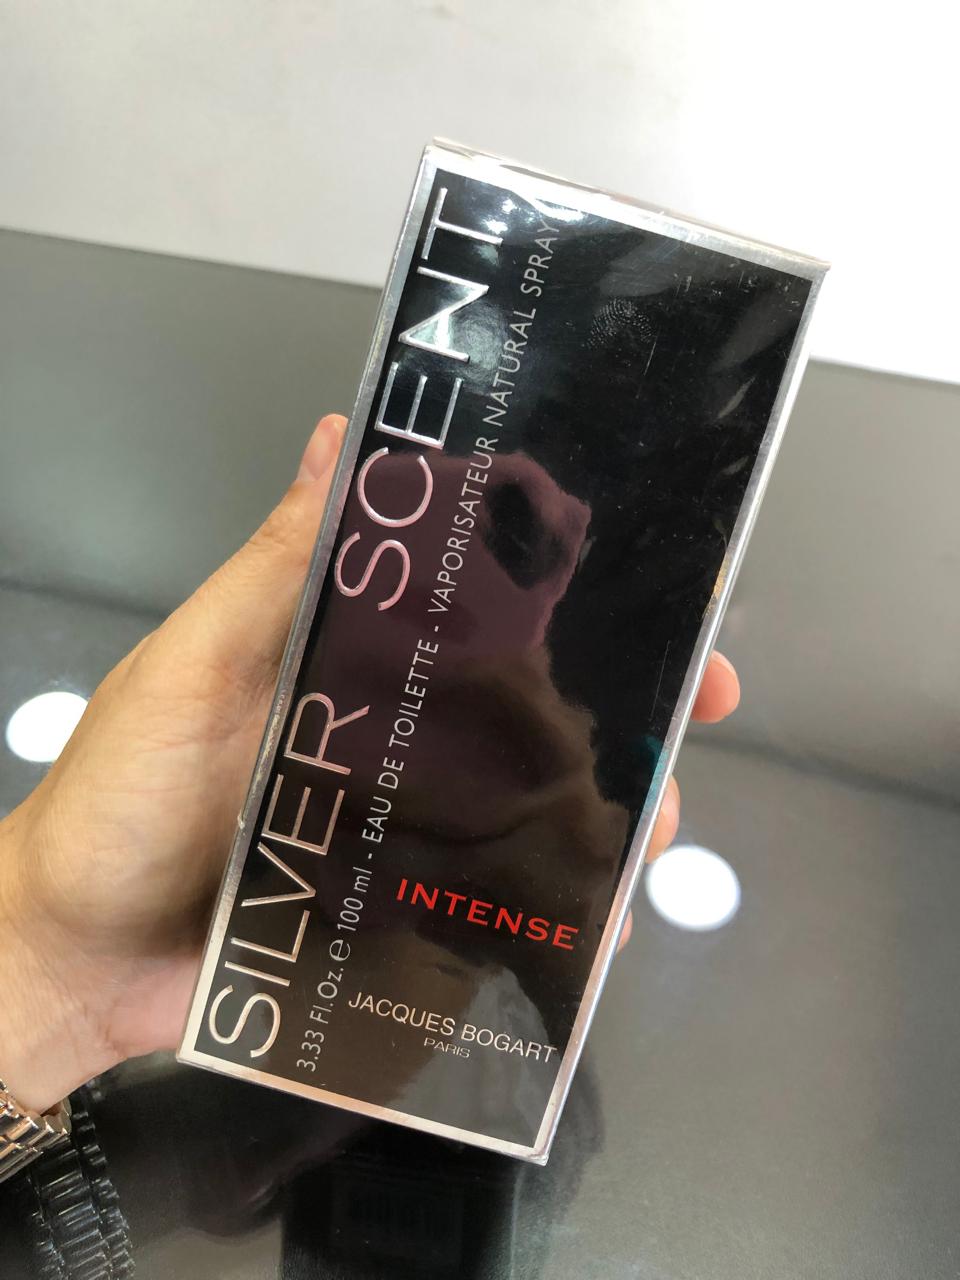 SILVER SCENT
3.33 Fl.Oz. ℮ 100 ml - EAU DE TOILETTE - VAPORISATEUR NATURAL SPRAY
INTENSE
JACQUES BOGART
PARIS